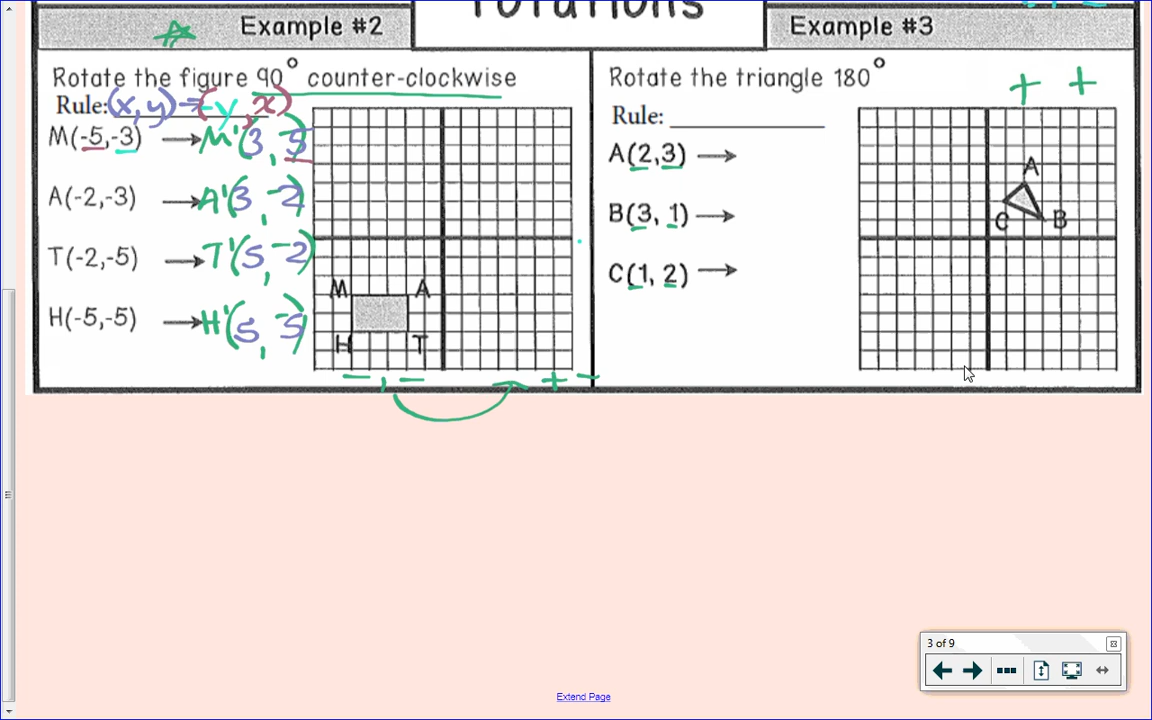 rotations
Example #2
Example #3
Rotate the figure 90° counter-clockwise
Rule: (x, y) → (-y, x)
M(-5,-3) → M'(3, -5)
A(-2,-3) → A'(3, -2)
T(-2,-5) → T'(5, -2)
H(-5,-5) → H'(5, -5)
M A
H T
-, - → + -
Rotate the triangle 180°
+ +
Rule: ____________
A(2,3) →
B(3, 1) →
C(1, 2) →
A
C B
3 of 9
Extend Page